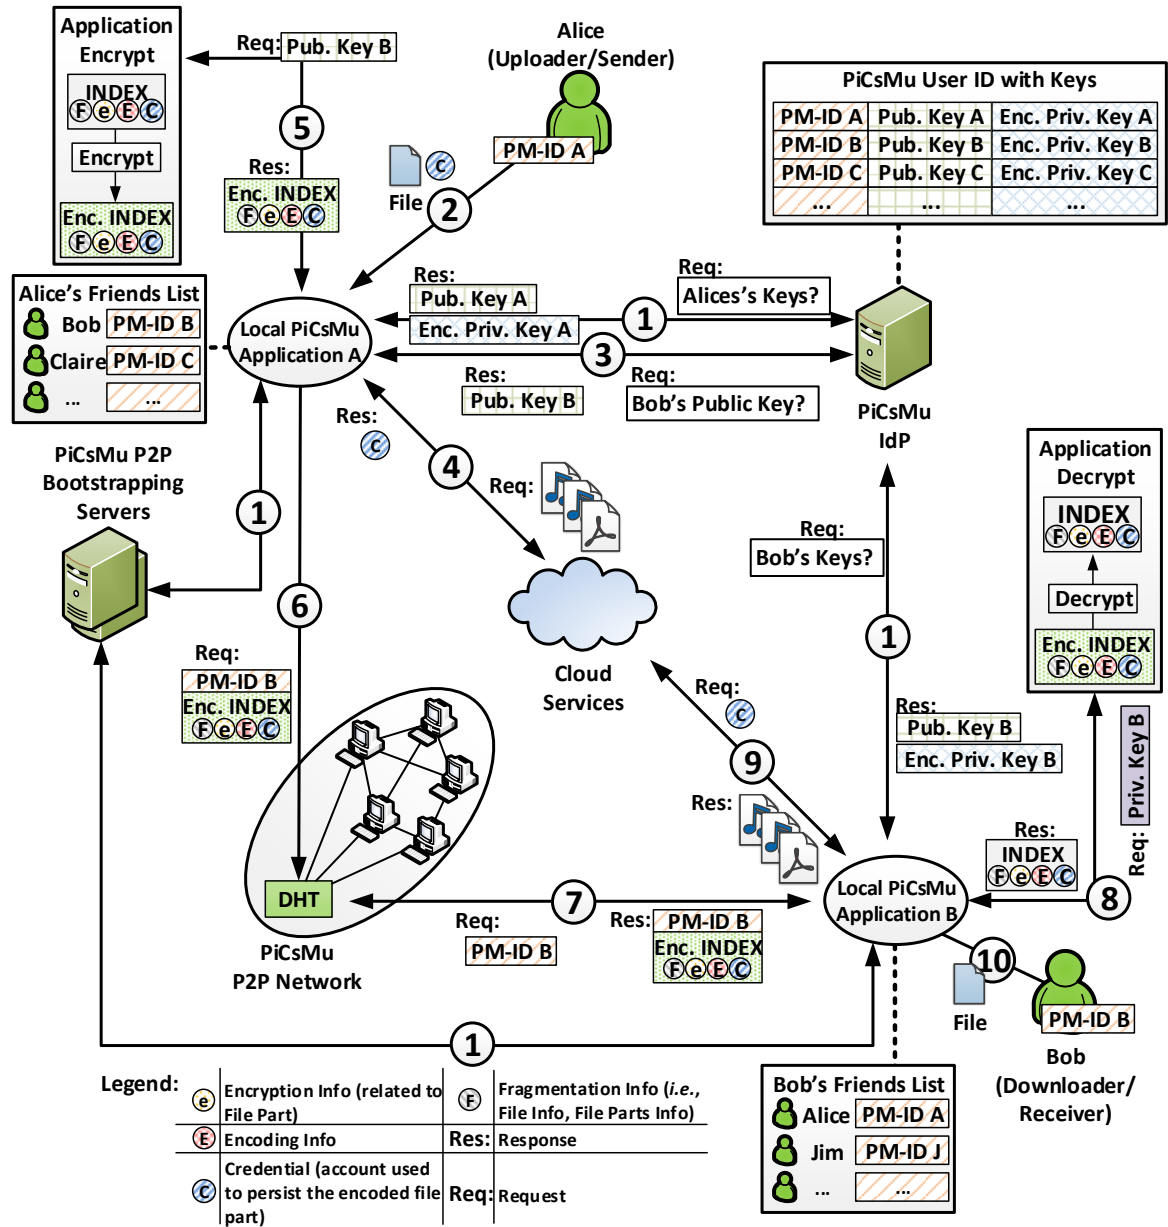 Application
Encrypt
INDEX
F e E C
Encrypt
Enc. INDEX
F e E C
Req: Pub. Key B
5
Res:
Enc. INDEX
F e E C
Alice
(Uploader/Sender)
PM-ID A
C
File
2
PiCsMu User ID with Keys
PM-ID A Pub. Key A Enc. Priv. Key A
PM-ID B Pub. Key B Enc. Priv. Key B
PM-ID C Pub. Key C Enc. Priv. Key C
... ... ...
Alice's Friends List
Bob PM-ID B
Claire PM-ID C
... ...
Local PiCsMu
Application A
Res:
Pub. Key A
Enc. Priv. Key A
1
Req:
Alices's Keys?
3
Res:
Pub. Key B
Req:
Bob's Public Key?
PiCsMu
IdP
PiCsMu P2P
Bootstrapping
Servers
1
Res:
C
4
Req:
Cloud
Services
6
Req:
PM-ID B
Enc. INDEX
F e E C
Req:
Bob's Keys?
1
Res:
Pub. Key B
Enc. Priv. Key B
Application
Decrypt
INDEX
F e E C
Decrypt
Enc. INDEX
F e E C
Req: Priv. Key B
Req:
C
9
Res:
Res:
INDEX
F e E C
8
DHT
PiCsMu
P2P Network
7
Req:
PM-ID B
Res: PM-ID B
Enc. INDEX
F e E C
Local PiCsMu
Application B
10
File
PM-ID B
Bob
(Downloader/
Receiver)
1
Bob's Friends List
Alice PM-ID A
Jim PM-ID J
... ...
Legend:
e Encryption Info (related to
File Part)
F Fragmentation Info (i.e.,
File Info, File Parts Info)
E Encoding Info
Res: Response
C Credential (account used
to persist the encoded file
part)
Req: Request